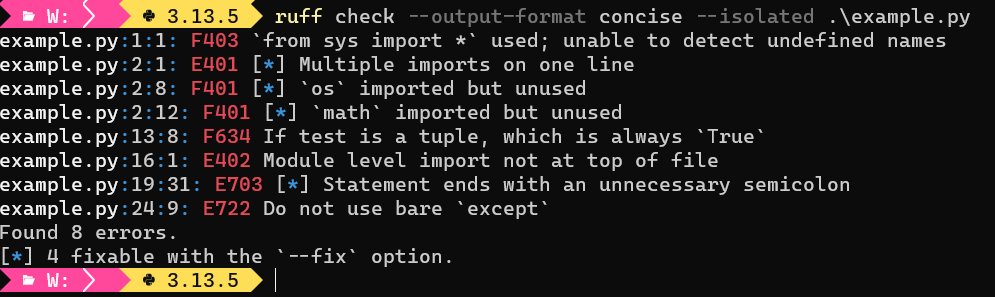 W: 3.13.5 ruff check --output-format concise --isolated .\example.py
example.py:1:1: F403 `from sys import *` used; unable to detect undefined names
example.py:2:1: E401 [*] Multiple imports on one line
example.py:2:8: F401 [*] `os` imported but unused
example.py:2:12: F401 [*] `math` imported but unused
example.py:13:8: F634 If test is a tuple, which is always `True`
example.py:16:1: E402 Module level import not at top of file
example.py:19:31: E703 [*] Statement ends with an unnecessary semicolon
example.py:24:9: E722 Do not use bare `except`
Found 8 errors.
[*] 4 fixable with the `--fix` option.
W: 3.13.5